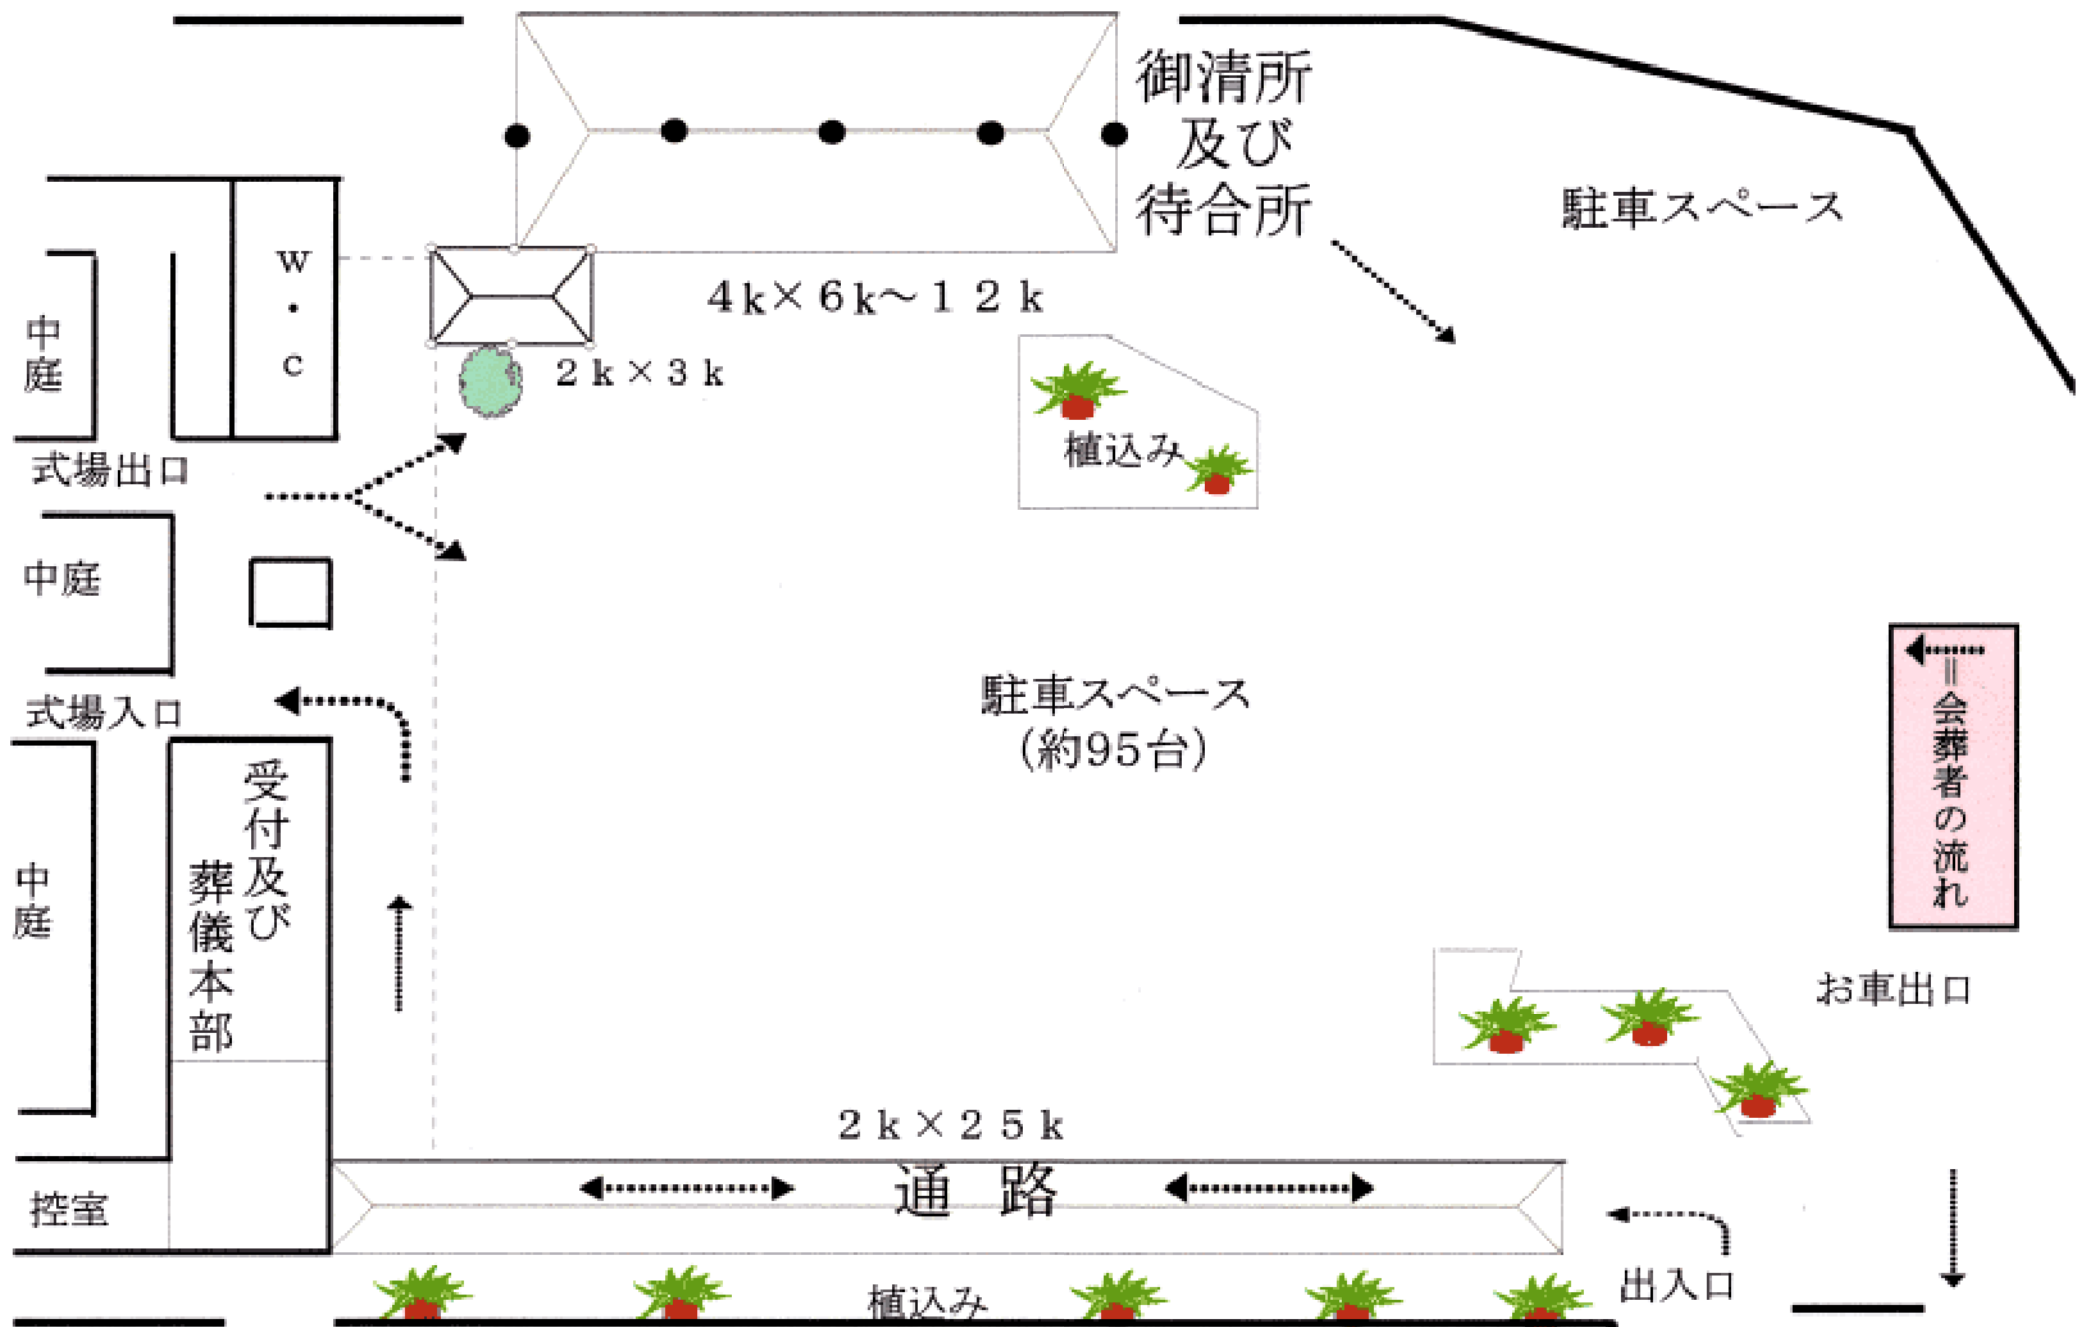 御清所
及び
待合所
駐車スペース
w・c
4k×6k～12k
2k×3k
中庭
植込み
式場出口
中庭
駐車スペース
(約95台)
＝会葬者の流れ
式場入口
受付及び
葬儀本部
中庭
お車出口
2k×25k
通路
控室
出入口
植込み